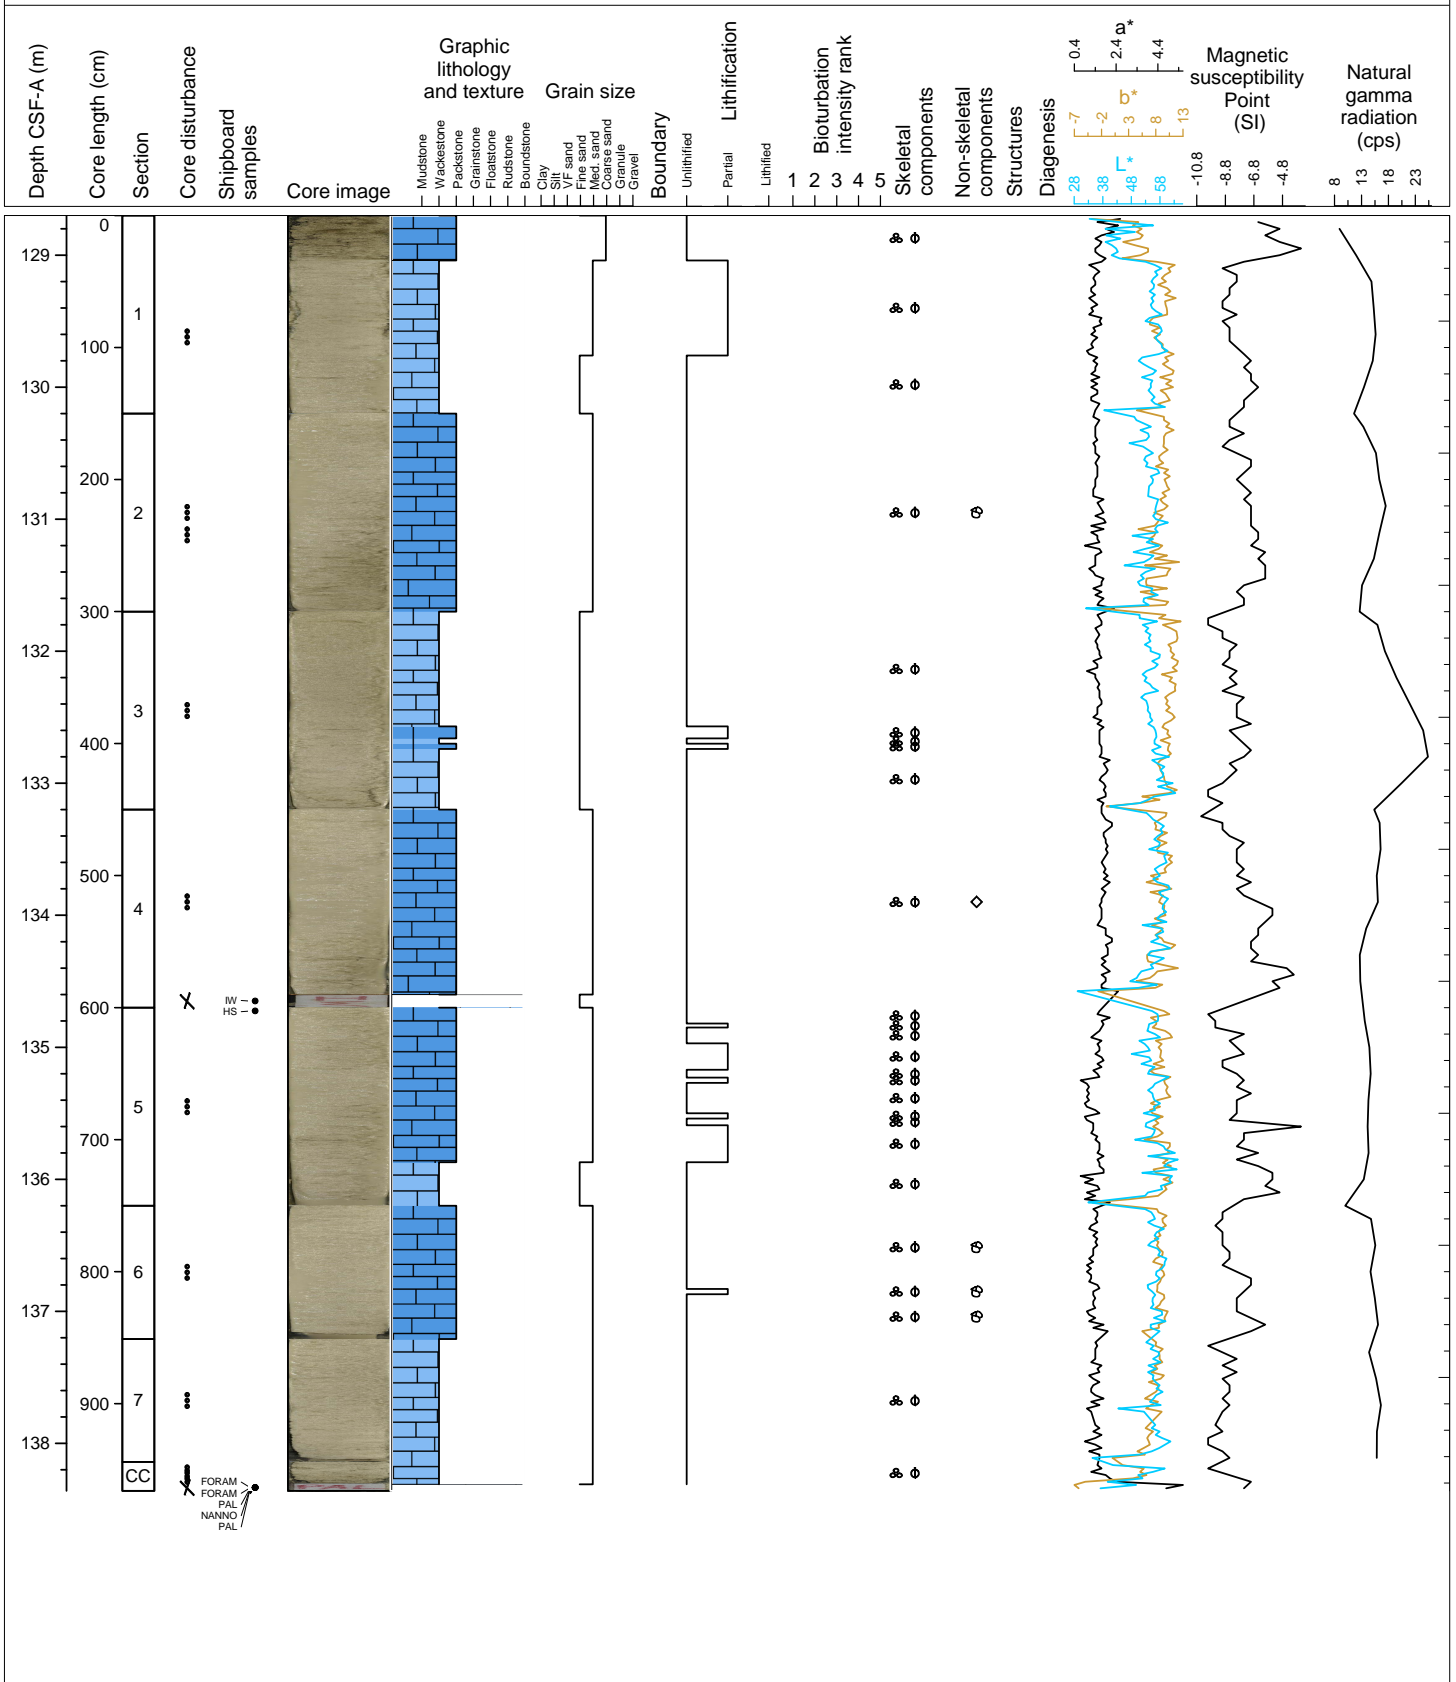 Depth CSF-A (m)
Core length (cm)
Section
Core disturbance
Shipboard
samples
Core image
Graphic
lithology
and texture
Mudstone
Wackestone
Packstone
Grainstone
Floatstone
Rudstone
Boundstone
Grain size
Clay
Silt
VF sand
Fine sand
Med. sand
Coarse sand
Granule
Gravel
Boundary
Lithification
Unlithified
Partial
Lithified
Bioturbation
intensity rank
1 2 3 4 5
Skeletal
components
Non-skeletal
components
Structures
Diagenesis
a*
0.4 2.4 4.4
b*
-7 -2 3 8 13
L*
28 38 48 58
Magnetic
susceptibility
Point
(SI)
-10.8 -8.8 -6.8 -4.8
Natural
gamma
radiation
(cps)
8 13 18 23
129
130
131
132
133
134
135
136
137
138
0
100
200
300
400
500
600
700
800
900
1
2
3
4
5
6
7
CC
IW
HS
FORAM
FORAM
PAL
NANNO
PAL